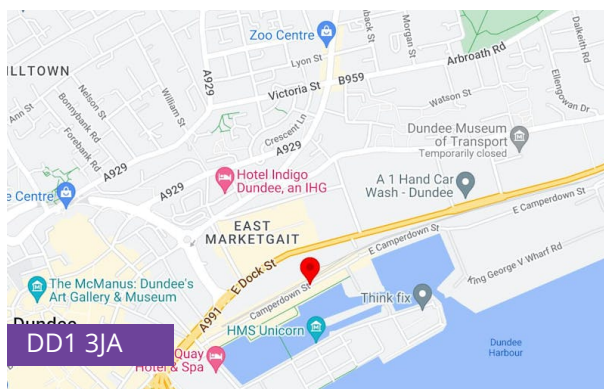 Zoo Centre
Lyon St
back St
Morgan St
Arbroath Rd
Dalkeith Rd
ILLTOWN
A929
Victoria St
B959
Ellengowan Dr
Nelson St
Bonnybank Rd
William St
Watson St
Ann St
Forebank Rd
Crescent Ln
Dundee Museum
of Transport
Temporarily closed
A929
A929
A929
Hotel Indigo
Dundee, an IHG
A 1 Hand Car
Wash - Dundee
e Centre
EAST
MARKETGAIT
E Camperdown St
E Camperdown St
E Dock St
King George V Wharf Rd
The McManus: Dundee's
Art Gallery & Museum
Camperdown St
Think fix
A991
HMS Unicorn
Dundee
Harbour
Dundee
DD1 3JA
Quay
Hotel & Spa